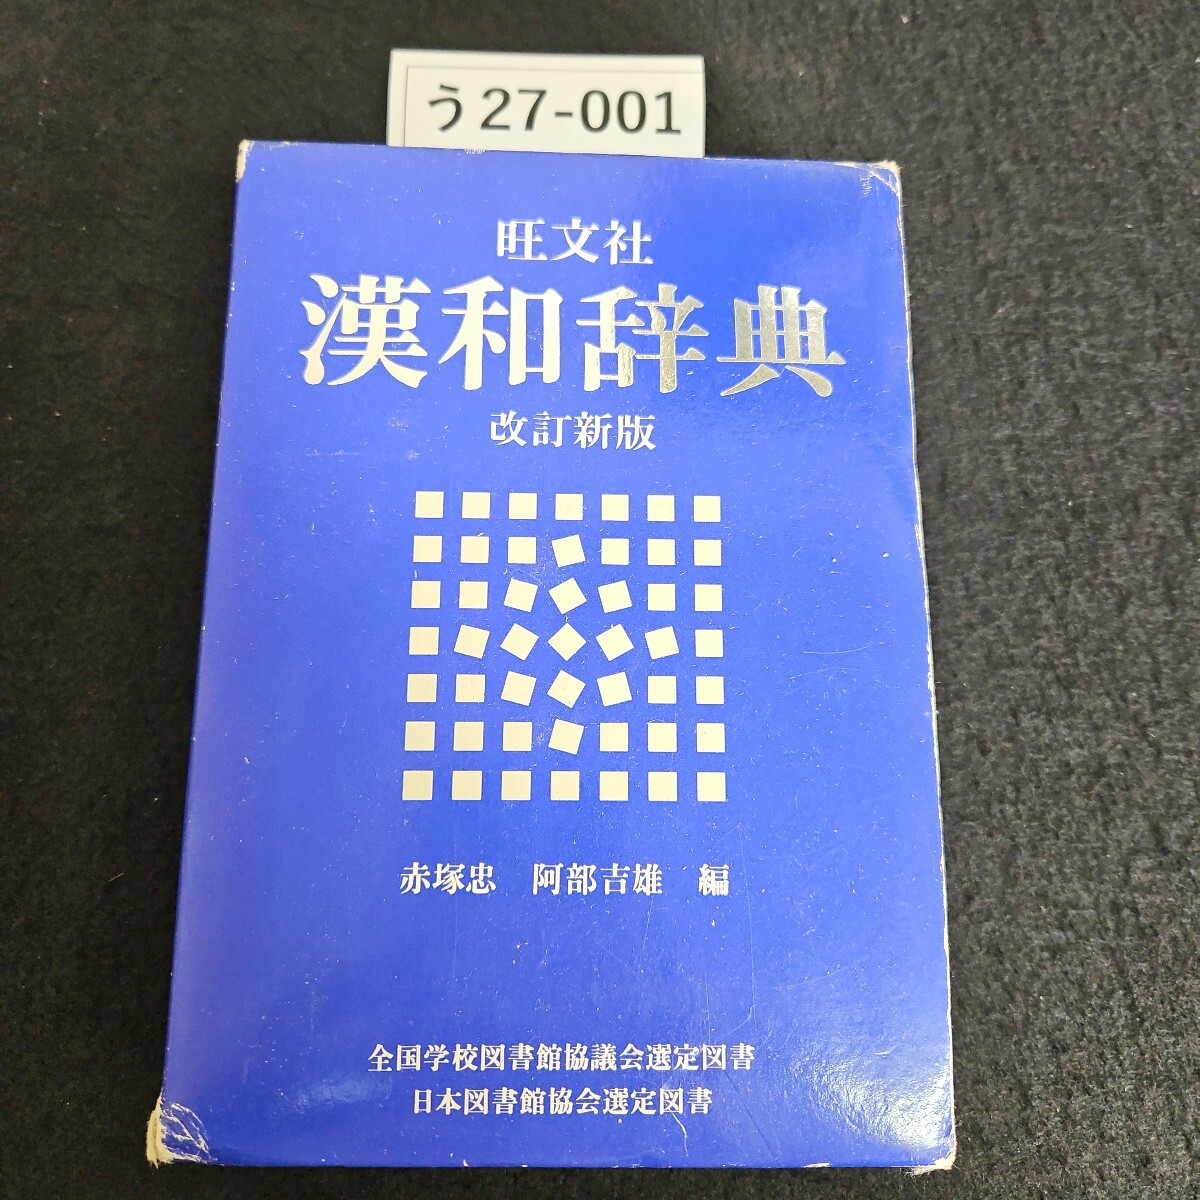 う27-001
旺文社
漢和辞典
改訂新版
赤塚忠 阿部吉雄 編
全国学校図書館協議会選定図書
日本図書館協会選定図書